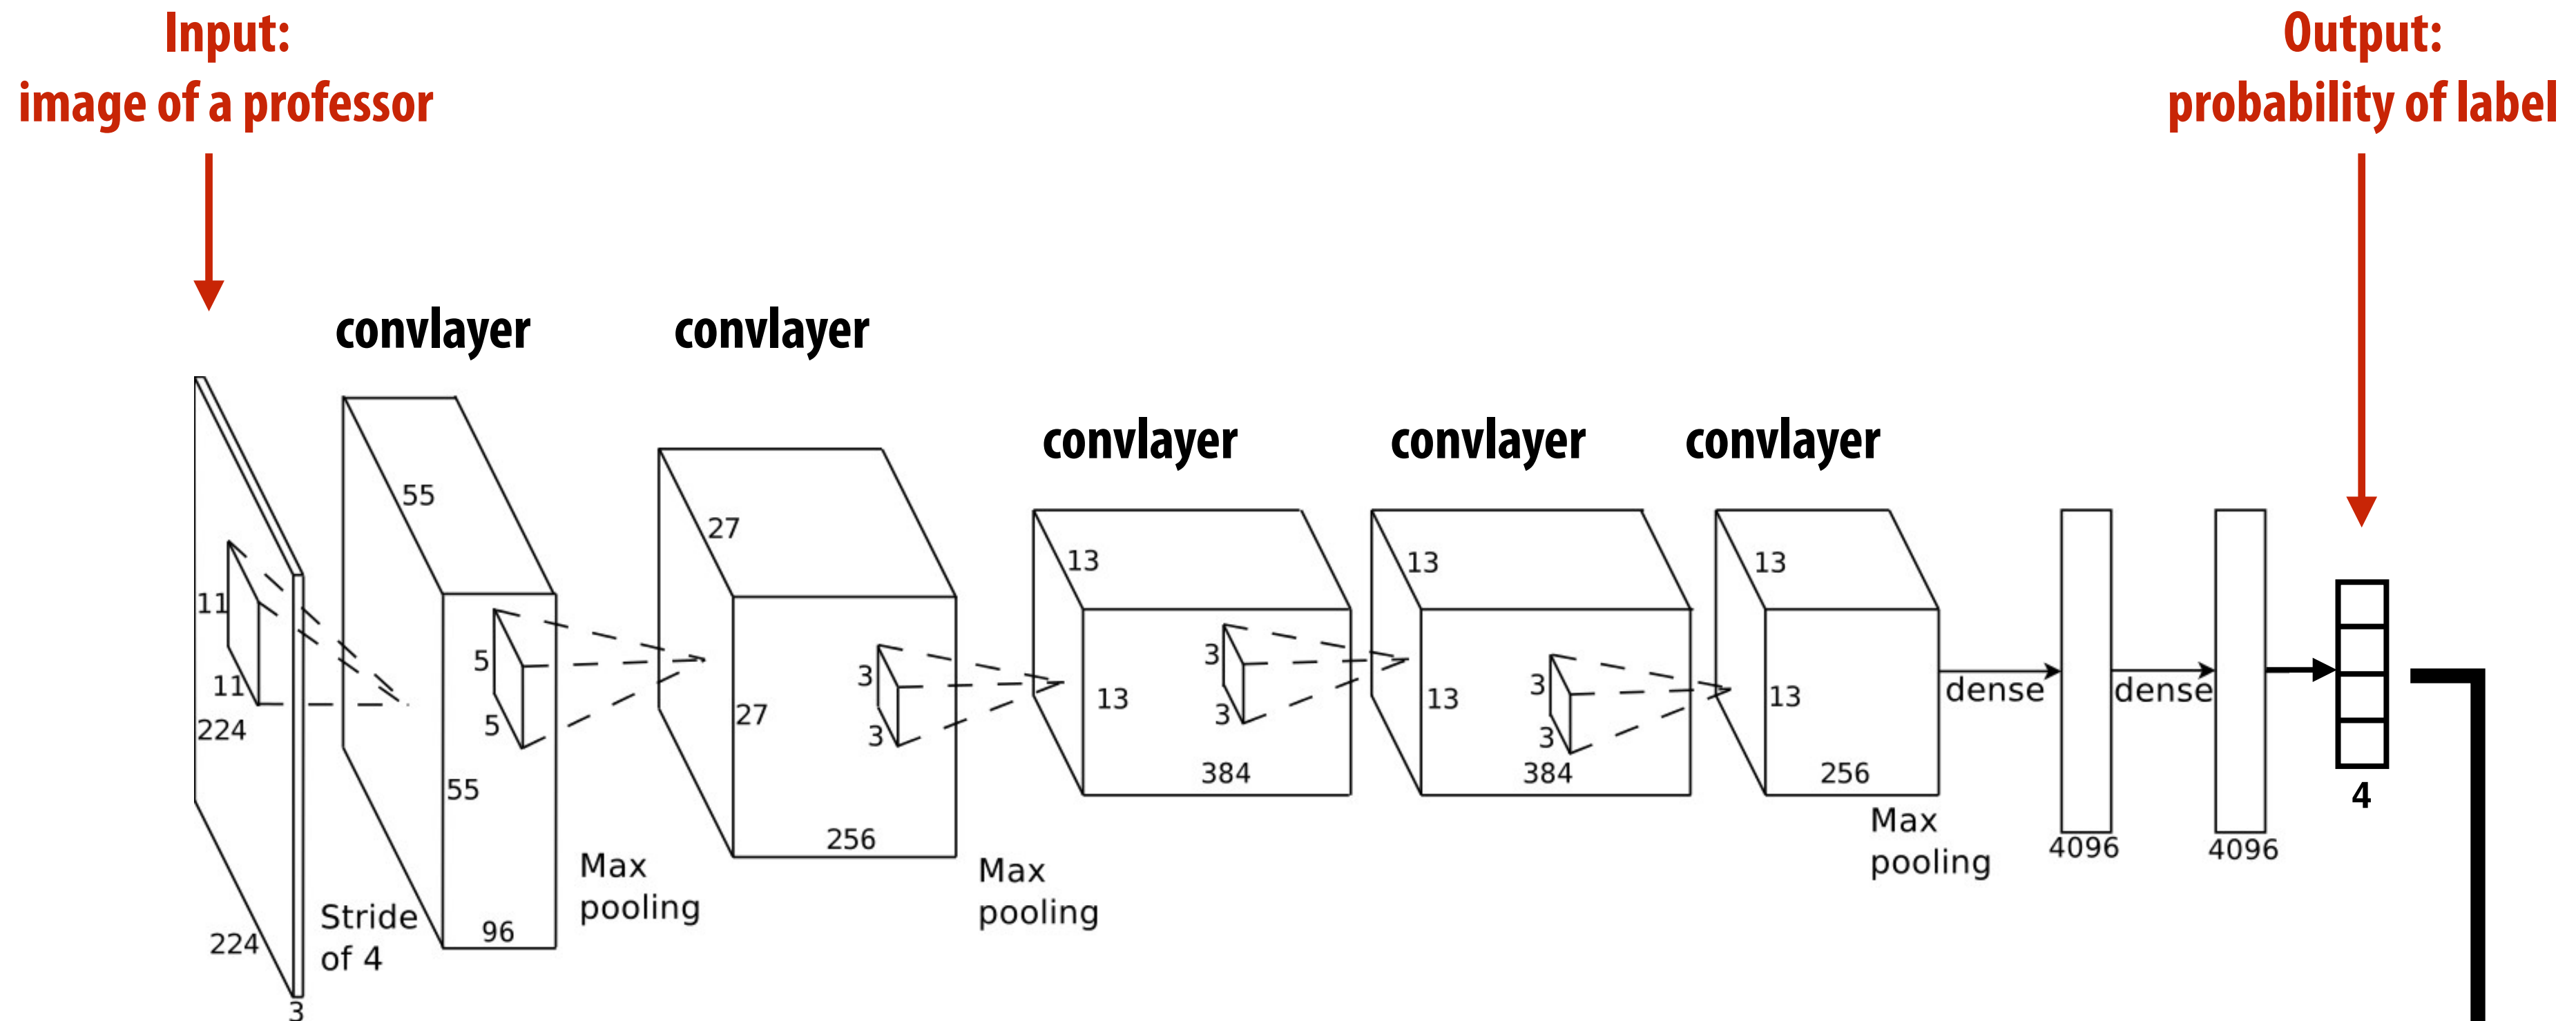 Input:
image of a professor
Output:
probability of label
convlayer
convlayer
convlayer
convlayer
convlayer
11
11
224
224
3
Stride
of 4
55
55
96
5
5
Max
pooling
27
27
256
3
3
Max
pooling
13
13
384
3
3
13
13
384
3
3
13
13
256
Max
pooling
dense
4096
dense
4096
4